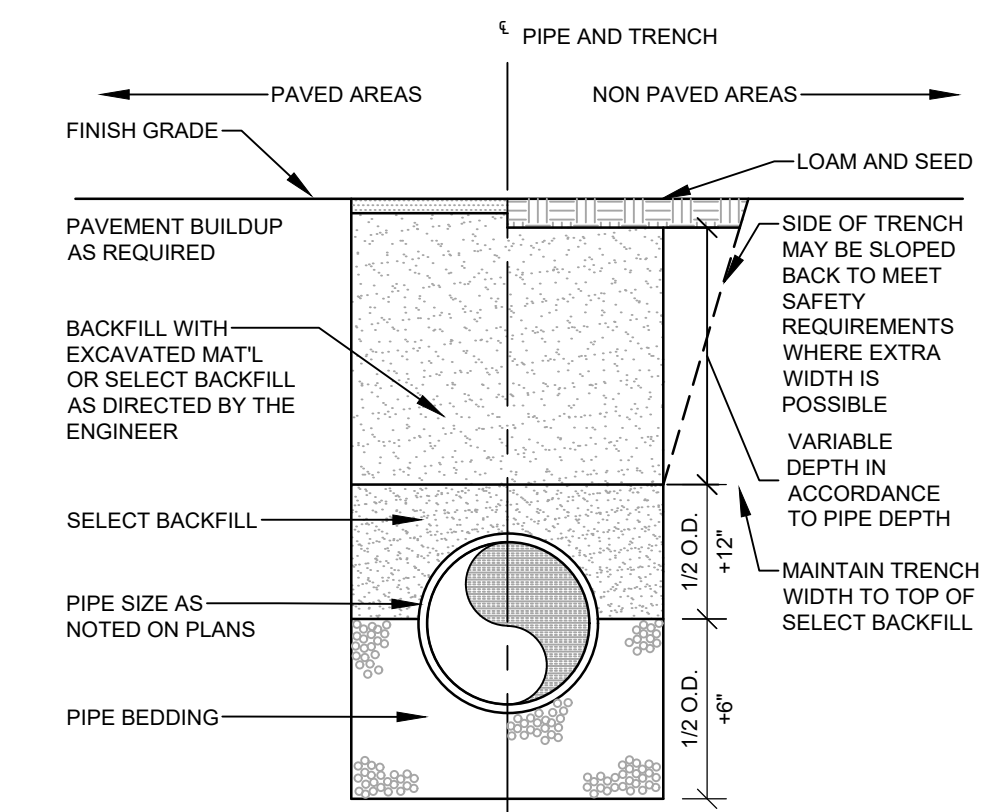 ℄ PIPE AND TRENCH
PAVED AREAS
NON PAVED AREAS
FINISH GRADE
LOAM AND SEED
PAVEMENT BUILDUP
AS REQUIRED
SIDE OF TRENCH
MAY BE SLOPED
BACK TO MEET
SAFETY
REQUIREMENTS
WHERE EXTRA
WIDTH IS
POSSIBLE
BACKFILL WITH
EXCAVATED MAT'L
OR SELECT BACKFILL
AS DIRECTED BY THE
ENGINEER
VARIABLE
DEPTH IN
ACCORDANCE
TO PIPE DEPTH
SELECT BACKFILL
1/2 O.D.
+12"
MAINTAIN TRENCH
WIDTH TO TOP OF
SELECT BACKFILL
PIPE SIZE AS
NOTED ON PLANS
PIPE BEDDING
1/2 O.D.
+6"